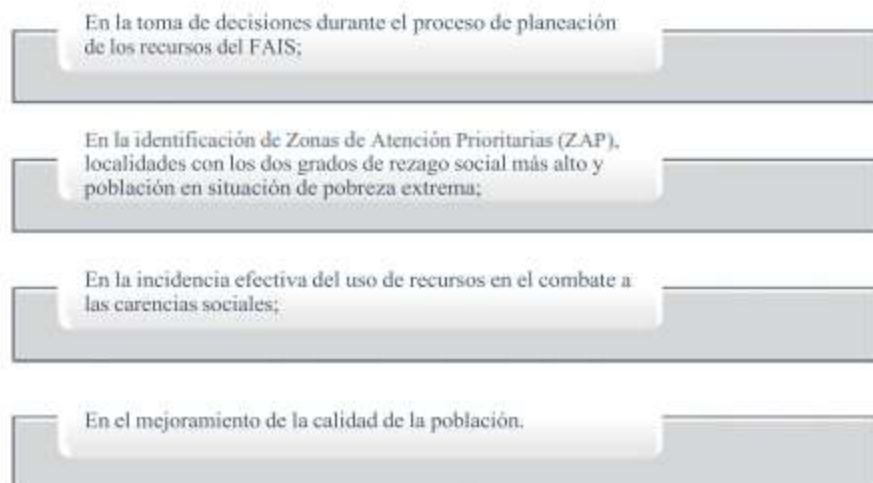 En la toma de decisiones durante el proceso de planeación
de los recursos del FAIS;
En la identificación de Zonas de Atención Prioritarias (ZAP),
localidades con los dos grados de rezago social más alto y
población en situación de pobreza extrema;
En la incidencia efectiva del uso de recursos en el combate a
las carencias sociales;
En el mejoramiento de la calidad de la población.